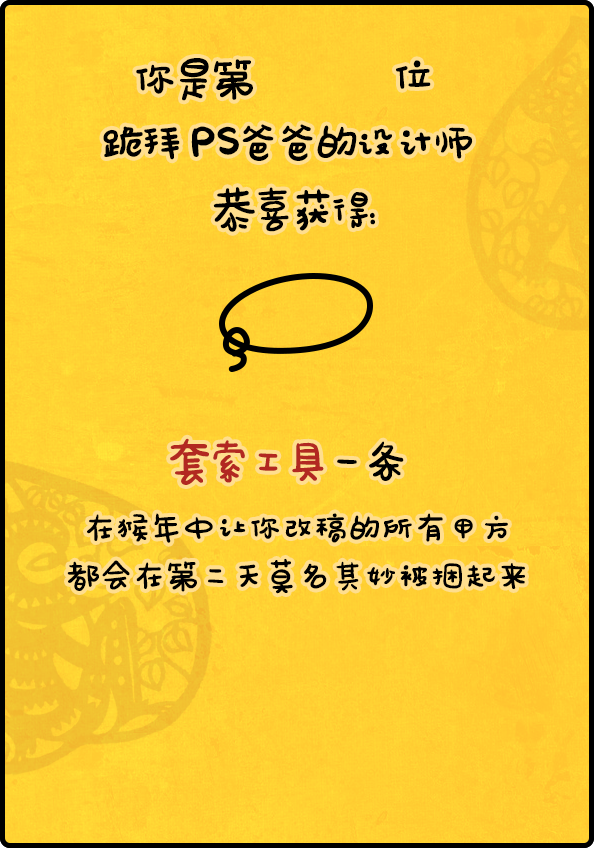 你是第 位
跪拜 PS爸爸的设计师
恭喜获得:
套索工具一条
在猴年中让你改稿的所有甲方
都会在第二天莫名其妙被捆起来